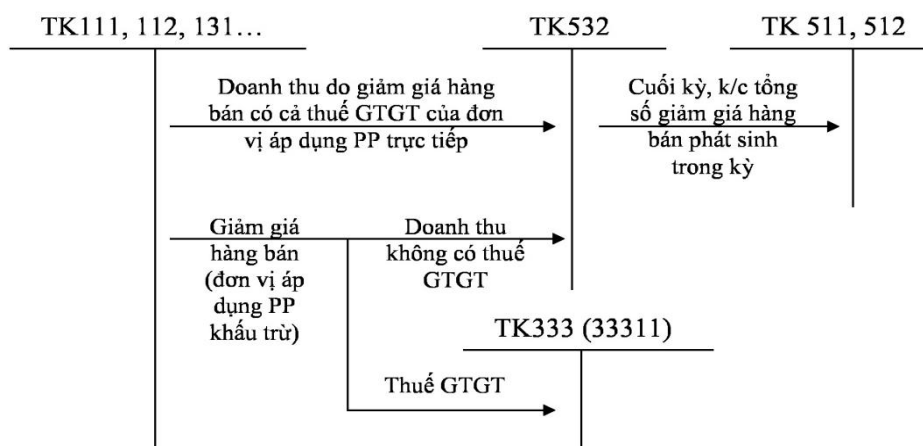 TK111, 112, 131…
TK532
TK 511, 512
Doanh thu do giảm giá hàng
bán có cả thuế GTGT của đơn
vị áp dụng PP trực tiếp
Cuối kỳ, k/c tổng
số giảm giá hàng
bán phát sinh
trong kỳ
Giảm giá
hàng bán
(đơn vị áp
dụng PP
khấu trừ)
Doanh thu
không có thuế
GTGT
TK333 (33311)
Thuế GTGT